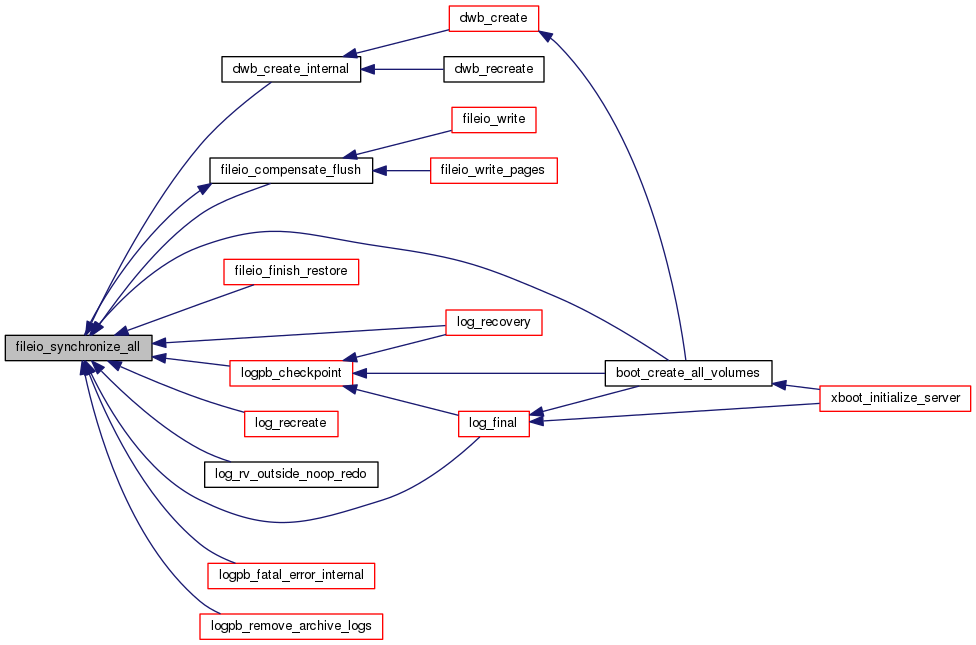 dwb_create
dwb_create_internal
dwb_recreate
fileio_write
fileio_compensate_flush
fileio_write_pages
fileio_finish_restore
log_recovery
fileio_synchronize_all
logpb_checkpoint
boot_create_all_volumes
xboot_initialize_server
log_recreate
log_final
log_rv_outside_noop_redo
logpb_fatal_error_internal
logpb_remove_archive_logs